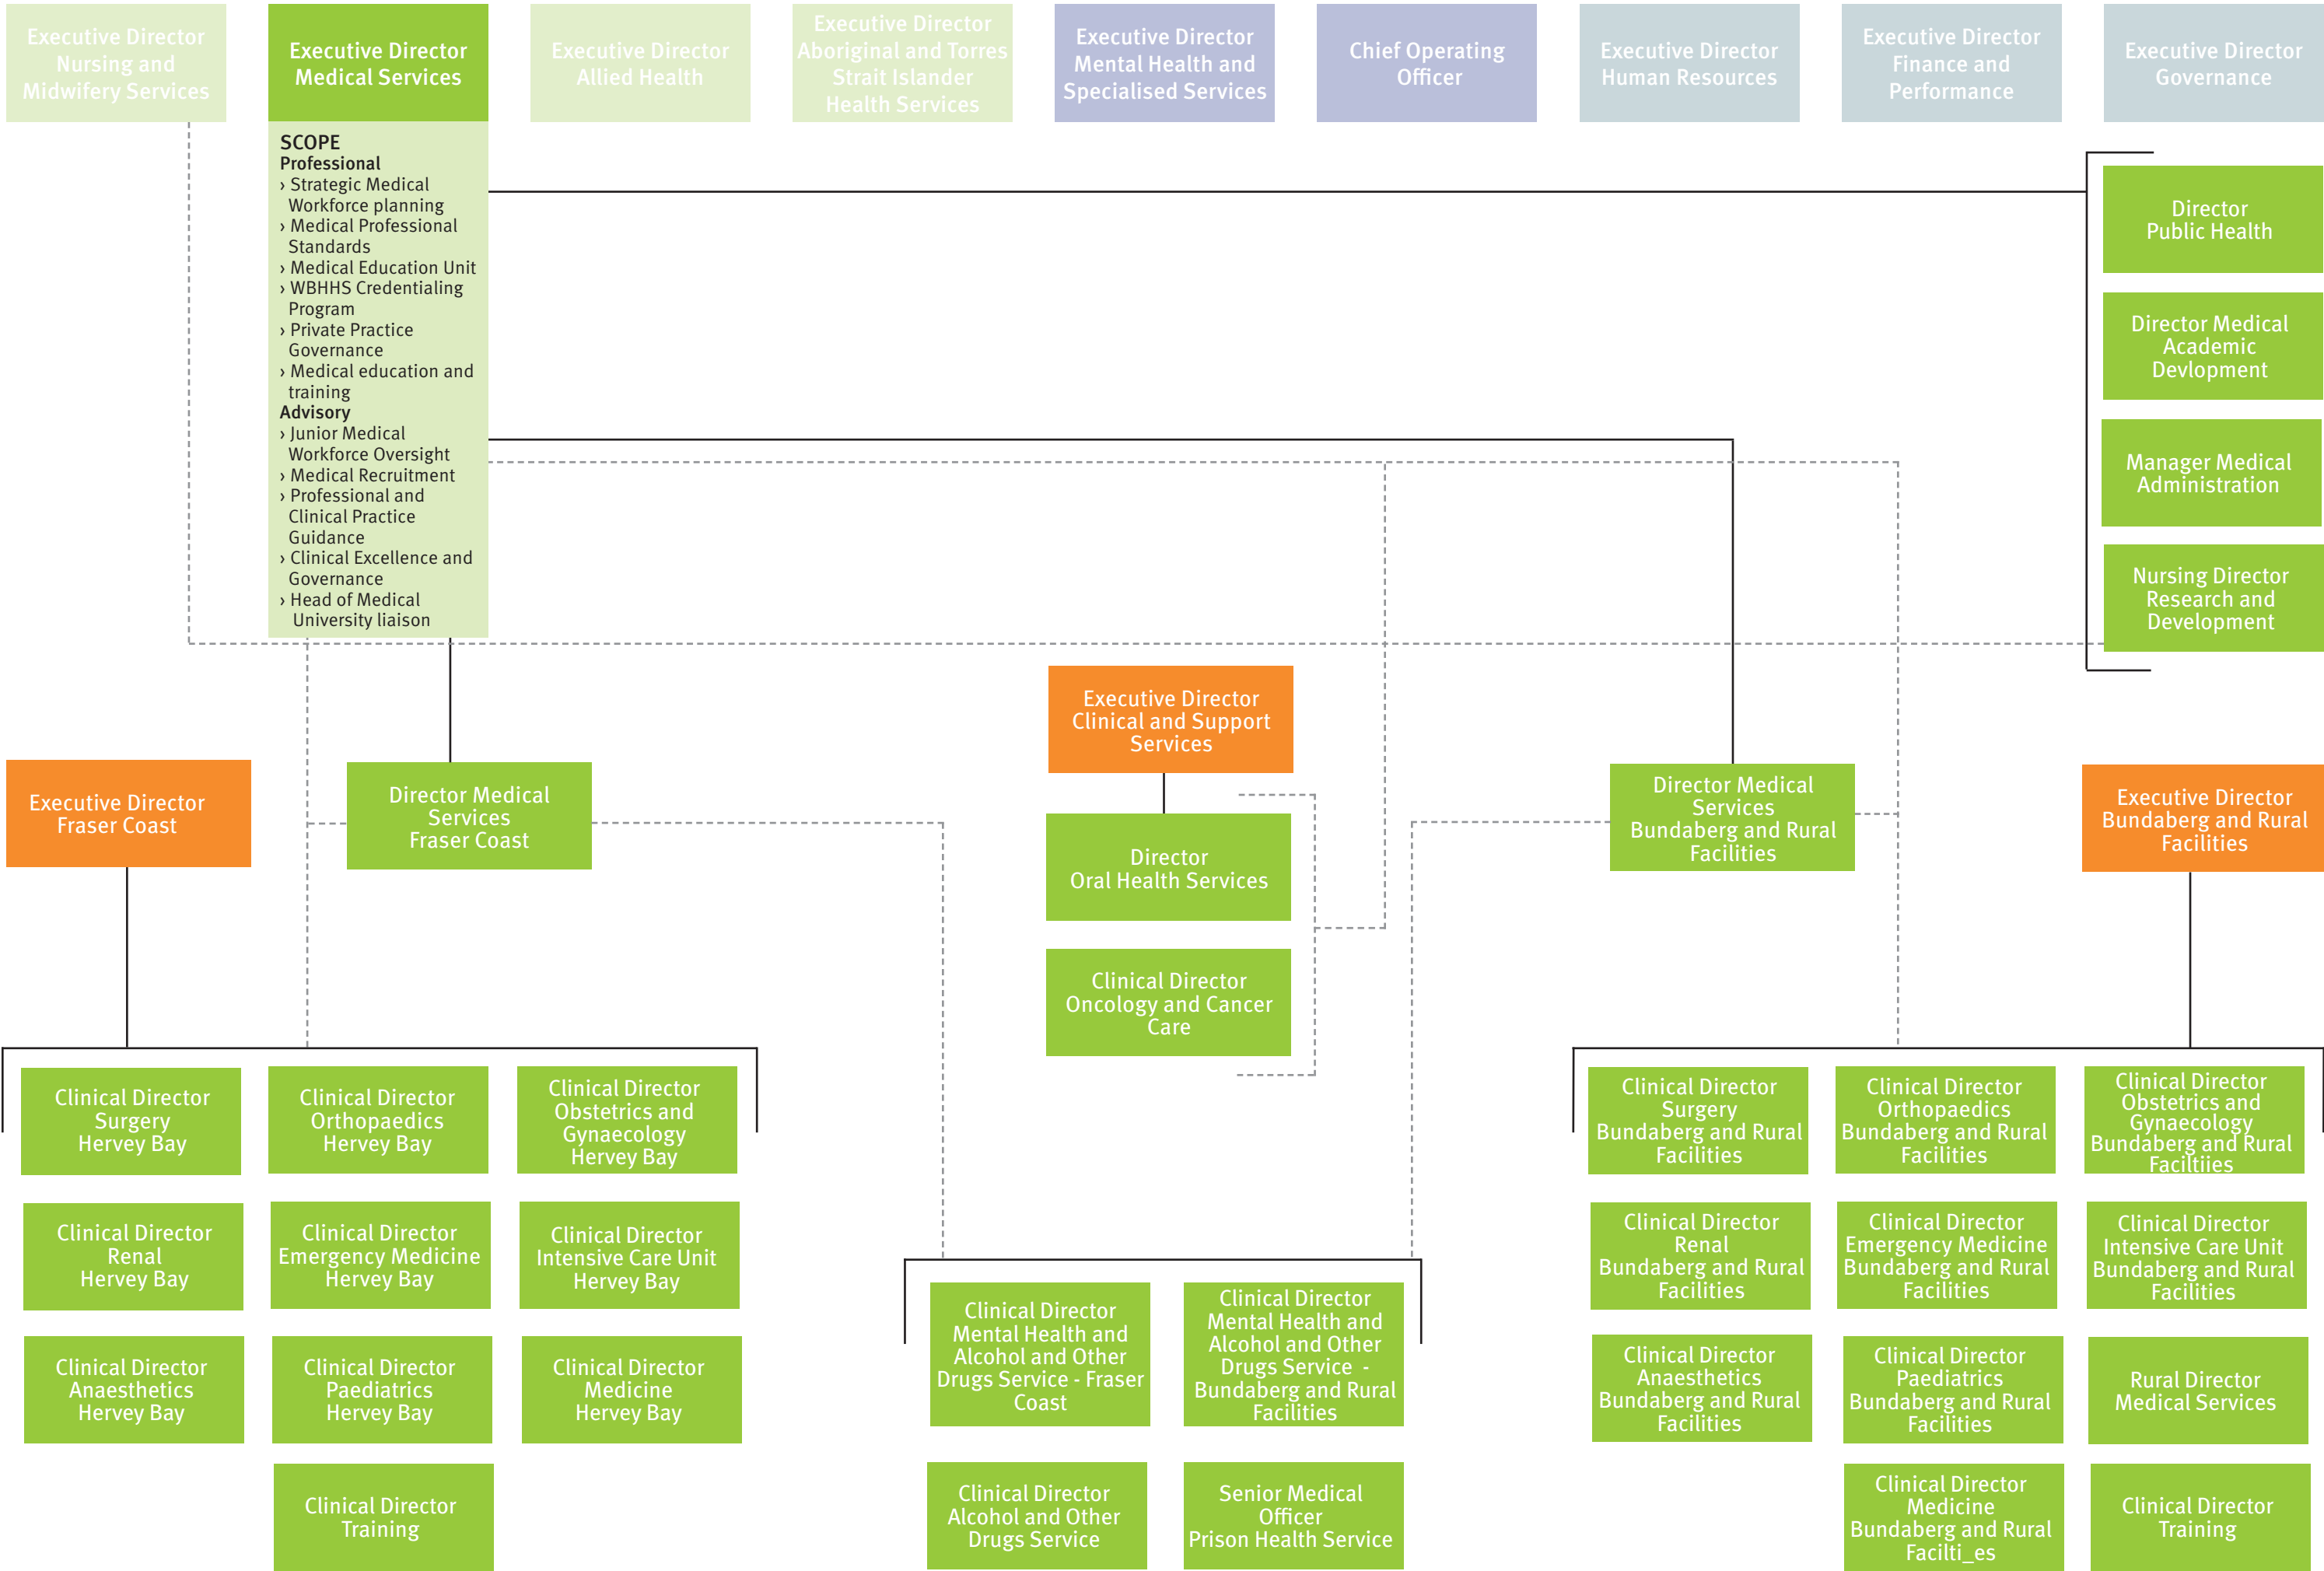 Executive Director
Nursing and
Midwifery Services
Executive Director
Medical Services
Executive Director
Allied Health
Executive Director
Aboriginal and Torres
Strait Islander
Health Services
Executive Director
Mental Health and
Specialised Services
Chief Operating
Officer
Executive Director
Human Resources
Executive Director
Finance and
Performance
Executive Director
Governance
SCOPE
Professional
› Strategic Medical
Workforce planning
› Medical Professional
Standards
› Medical Education Unit
› WBHHS Credentialing
Program
› Private Practice
Governance
› Medical education and
training
Advisory
› Junior Medical
Workforce Oversight
› Medical Recruitment
› Professional and
Clinical Practice
Guidance
› Clinical Excellence and
Governance
› Head of Medical
University liaison
Director
Public Health
Director Medical
Academic
Devlopment
Manager Medical
Administration
Nursing Director
Research and
Development
Executive Director
Fraser Coast
Director Medical
Services
Fraser Coast
Executive Director
Clinical and Support
Services
Director
Oral Health Services
Clinical Director
Oncology and Cancer
Care
Director Medical
Services
Bundaberg and Rural
Facilities
Executive Director
Bundaberg and Rural
Facilities
Clinical Director
Surgery
Hervey Bay
Clinical Director
Orthopaedics
Hervey Bay
Clinical Director
Obstetrics and
Gynaecology
Hervey Bay
Clinical Director
Renal
Hervey Bay
Clinical Director
Emergency Medicine
Hervey Bay
Clinical Director
Intensive Care Unit
Hervey Bay
Clinical Director
Anaesthetics
Hervey Bay
Clinical Director
Paediatrics
Hervey Bay
Clinical Director
Medicine
Hervey Bay
Clinical Director
Training
Clinical Director
Mental Health and
Alcohol and Other
Drugs Service - Fraser
Coast
Clinical Director
Mental Health and
Alcohol and Other
Drugs Service -
Bundaberg and Rural
Facilities
Clinical Director
Alcohol and Other
Drugs Service
Senior Medical
Officer
Prison Health Service
Clinical Director
Surgery
Bundaberg and Rural
Facilities
Clinical Director
Orthopaedics
Bundaberg and Rural
Facilities
Clinical Director
Obstetrics and
Gynaecology
Bundaberg and Rural
Faciltiies
Clinical Director
Renal
Bundaberg and Rural
Facilities
Clinical Director
Emergency Medicine
Bundaberg and Rural
Facilities
Clinical Director
Intensive Care Unit
Bundaberg and Rural
Facilities
Clinical Director
Anaesthetics
Bundaberg and Rural
Facilities
Clinical Director
Paediatrics
Bundaberg and Rural
Facilities
Rural Director
Medical Services
Clinical Director
Medicine
Bundaberg and Rural
Facilti_es
Clinical Director
Training